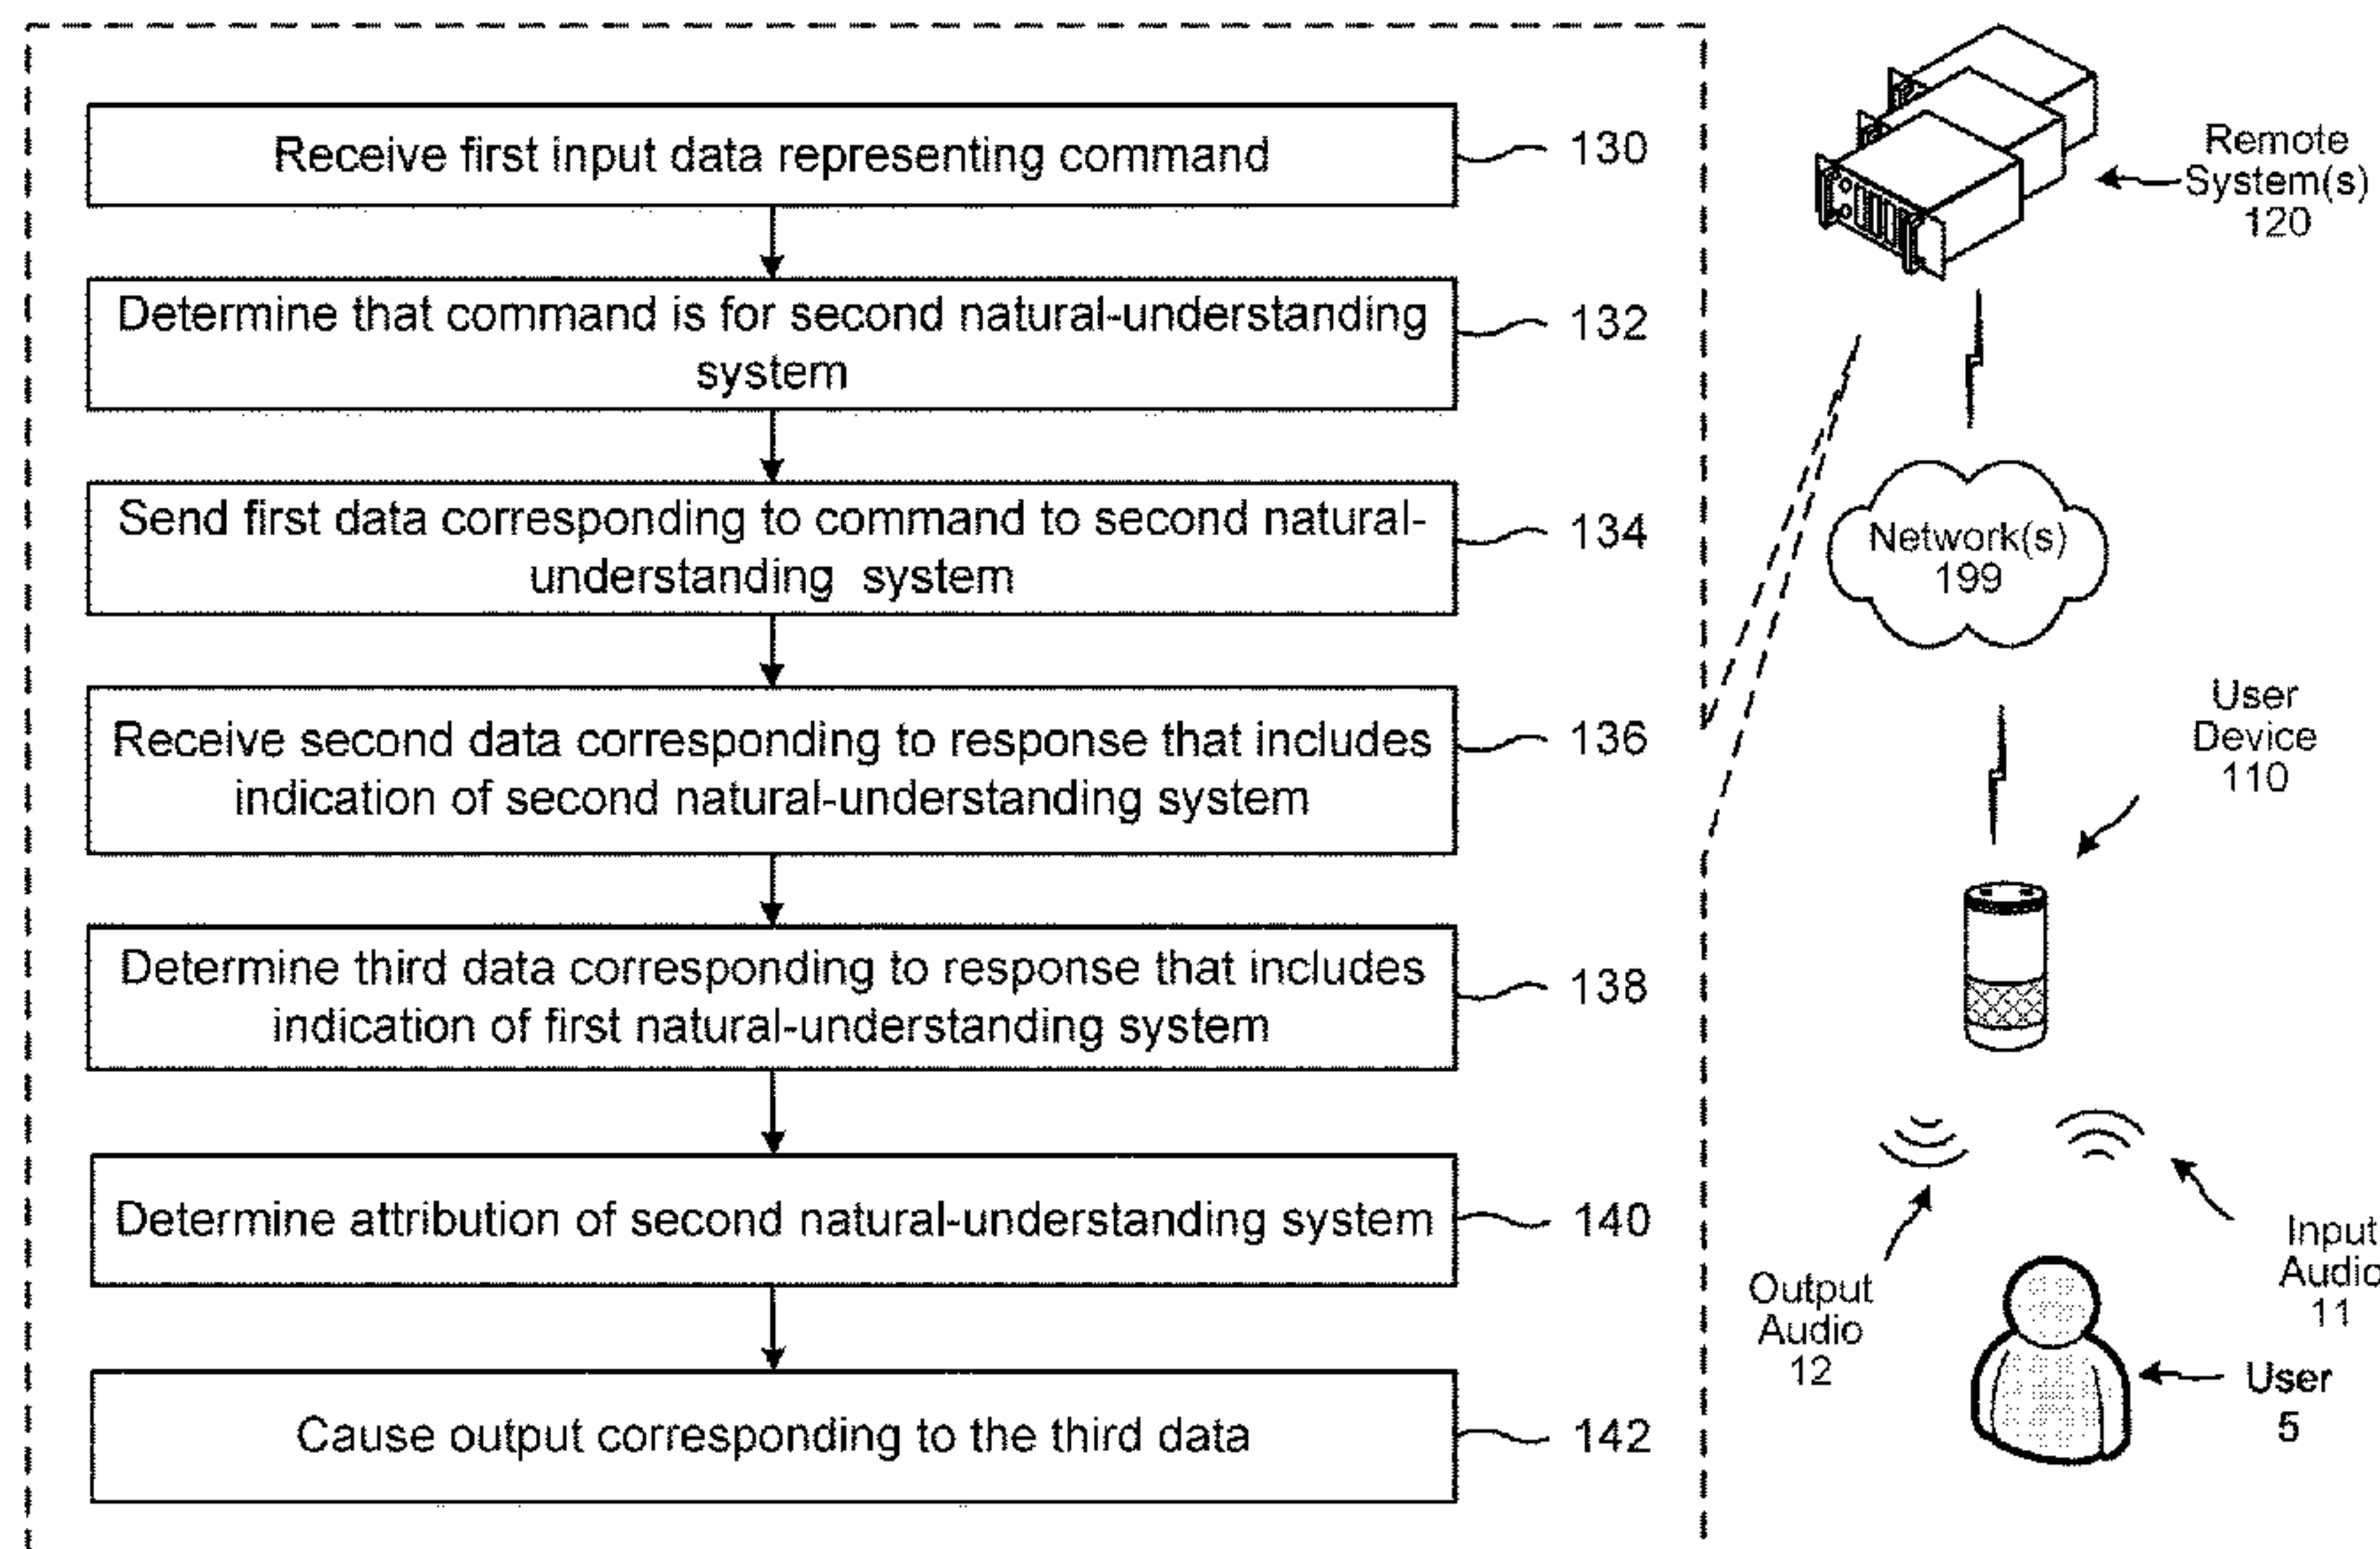 Receive first input data representing command
130
Determine that command is for second natural-understanding
system
132
Send first data corresponding to command to second natural-
understanding system
134
Receive second data corresponding to response that includes
indication of second natural-understanding system
136
Determine third data corresponding to response that includes
indication of first natural-understanding system
138
Determine attribution of second natural-understanding system
140
Cause output corresponding to the third data
142
Remote
System(s)
120
Network(s)
199
User
Device
110
Input
Audio
11
Output
Audio
12
User
5